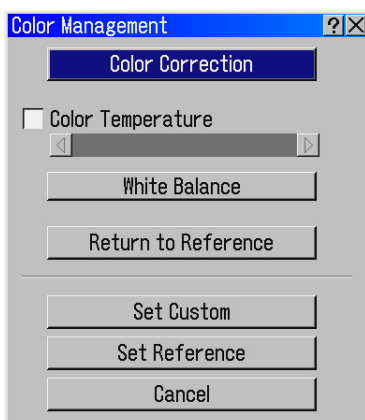 Color Management ? X
Color Correction
Color Temperature
White Balance
Return to Reference
Set Custom
Set Reference
Cancel